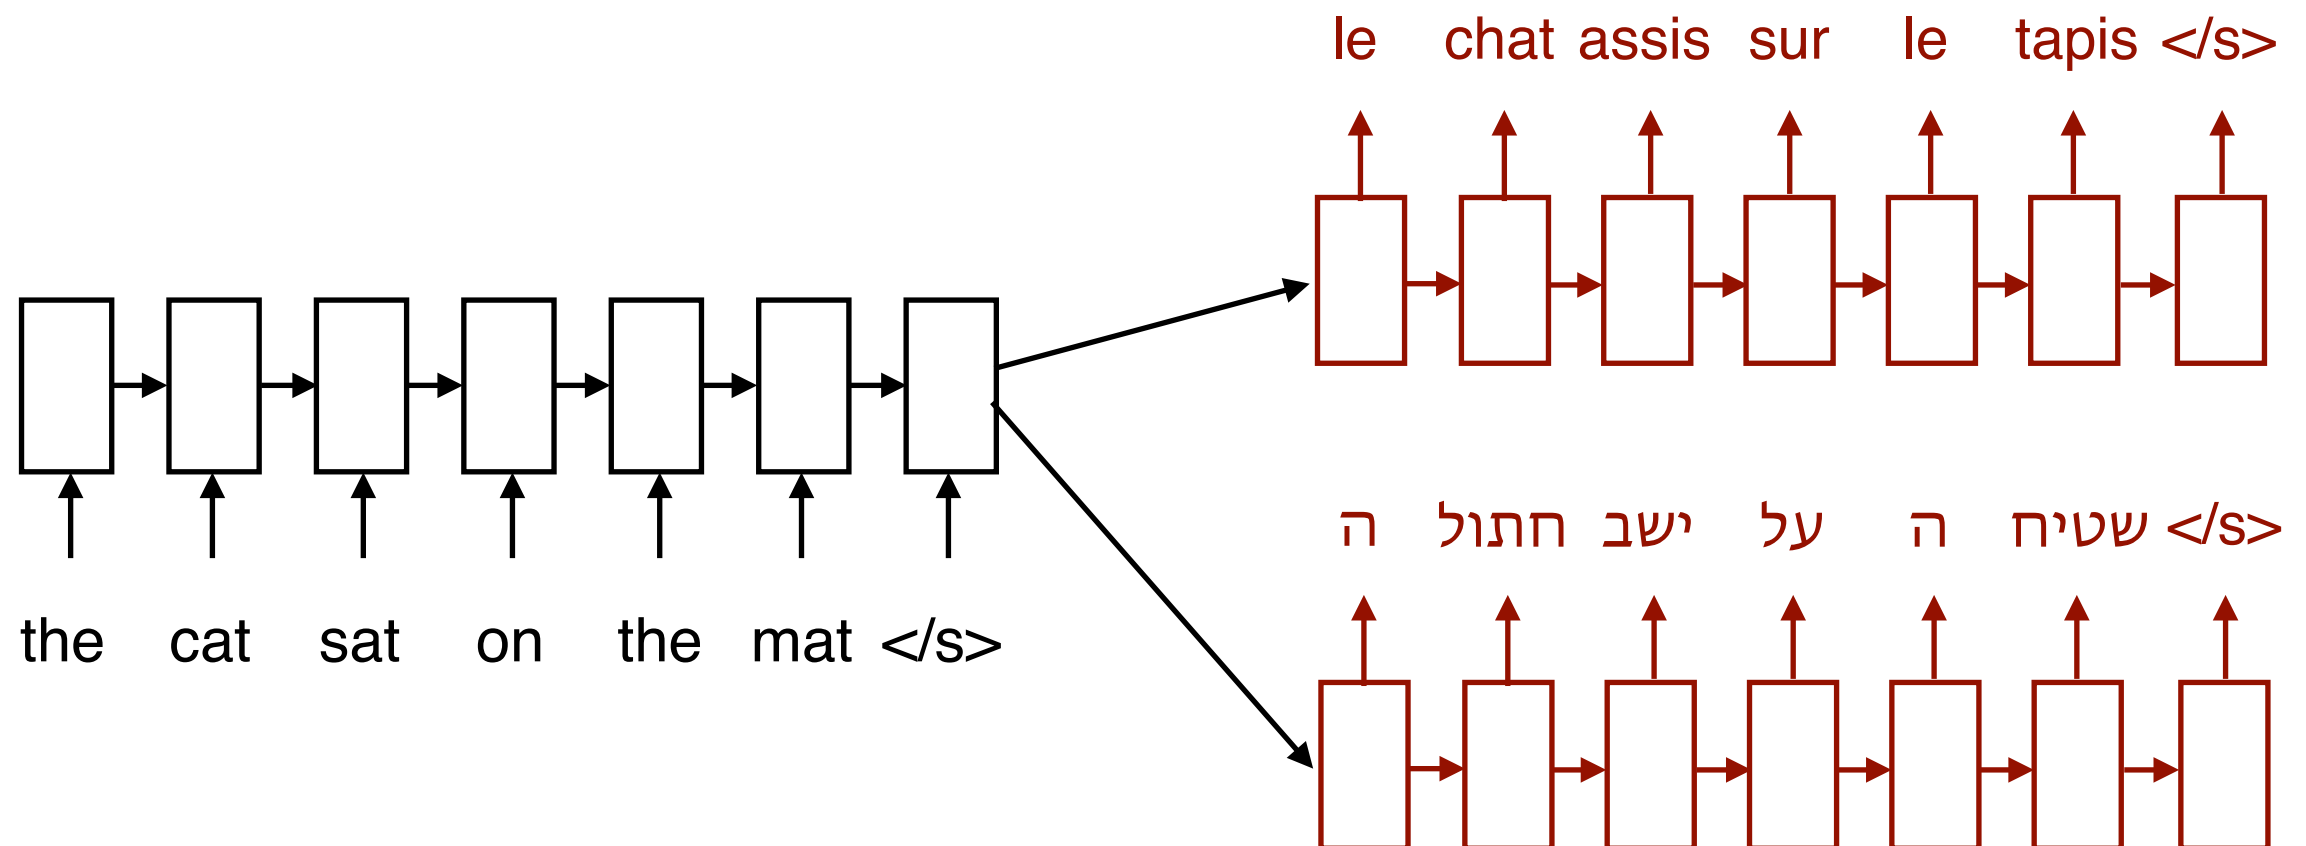 le chat assis sur le tapis </s>
ה חתול ישב על ה שטיח </s>
the cat sat on the mat </s>